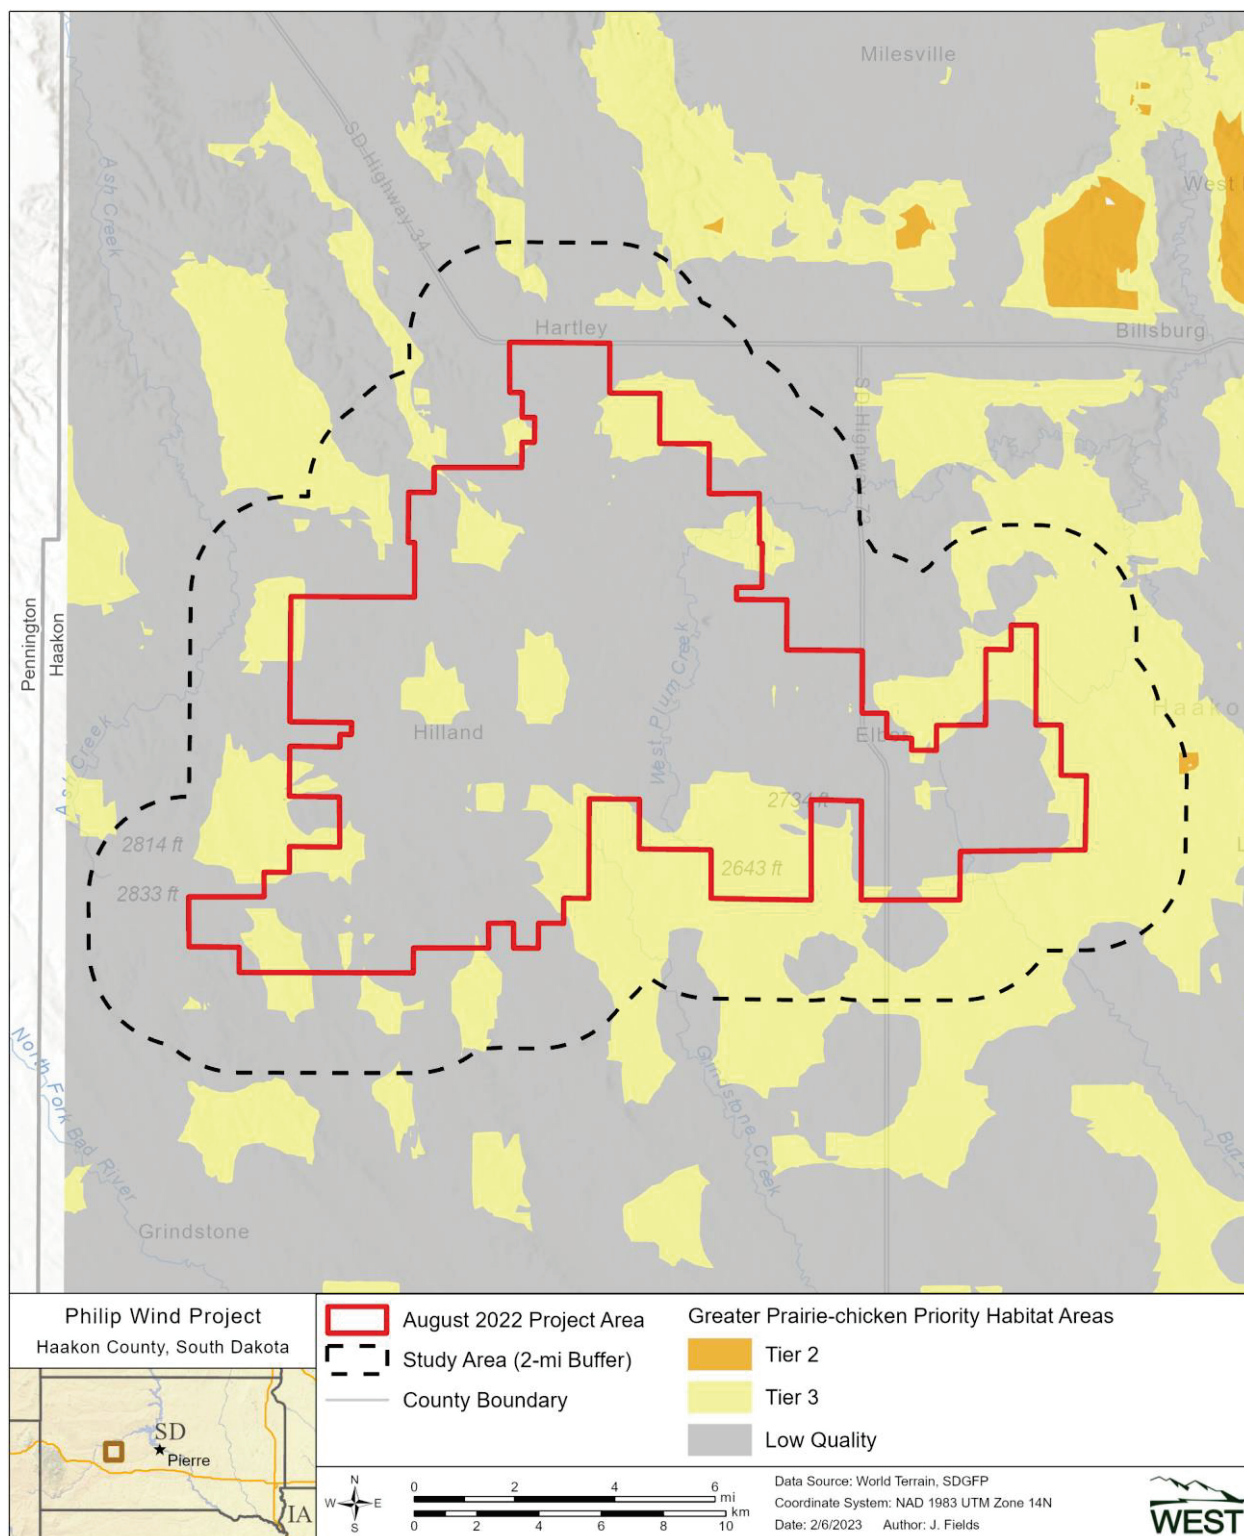 Milesville
Ash Creek
SD Highway 34
West
Hartley
Billsburg
SD Highway 73
Pennington
Haakon
West Plum Creek
Haako
Hilland
Elbon
Ash Creek
2734 ft
2814 ft
2643 ft
2833 ft
North Fork Bad River
Grindstone Creek
Grindstone
Philip Wind Project
Haakon County, South Dakota
SD
Pierre
IA
August 2022 Project Area
Study Area (2-mi Buffer)
County Boundary
Greater Prairie-chicken Priority Habitat Areas
Tier 2
Tier 3
Low Quality
N
W E
S
0 2 4 6
mi
km
0 2 4 6 8 10
Data Source: World Terrain, SDGFP
Coordinate System: NAD 1983 UTM Zone 14N
Date: 2/6/2023 Author: J. Fields
WEST